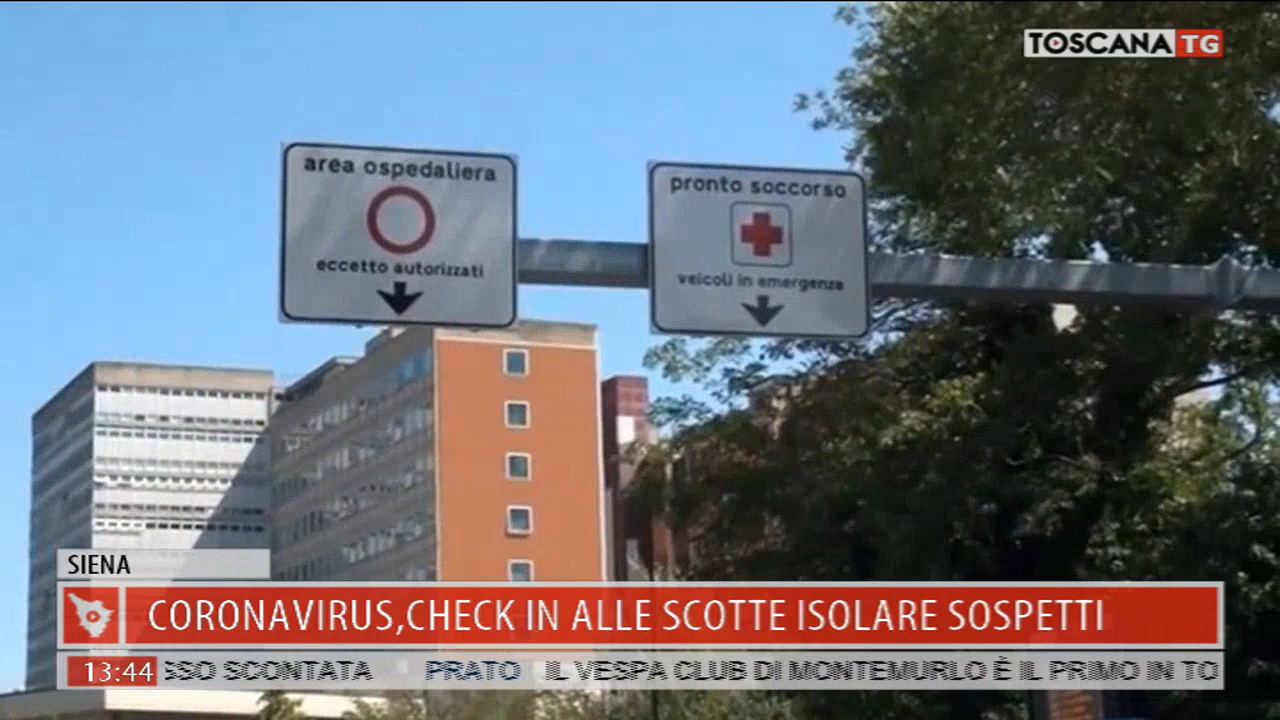 TOSCANA TG
area ospedaliera
eccetto autorizzati
pronto soccorso
veicoli in emergenza
SIENA
CORONAVIRUS,CHECK IN ALLE SCOTTE ISOLARE SOSPETTI
13:44 SSO SCONTATA PRATO IL VESPA CLUB DI MONTEMURLO È IL PRIMO IN TO